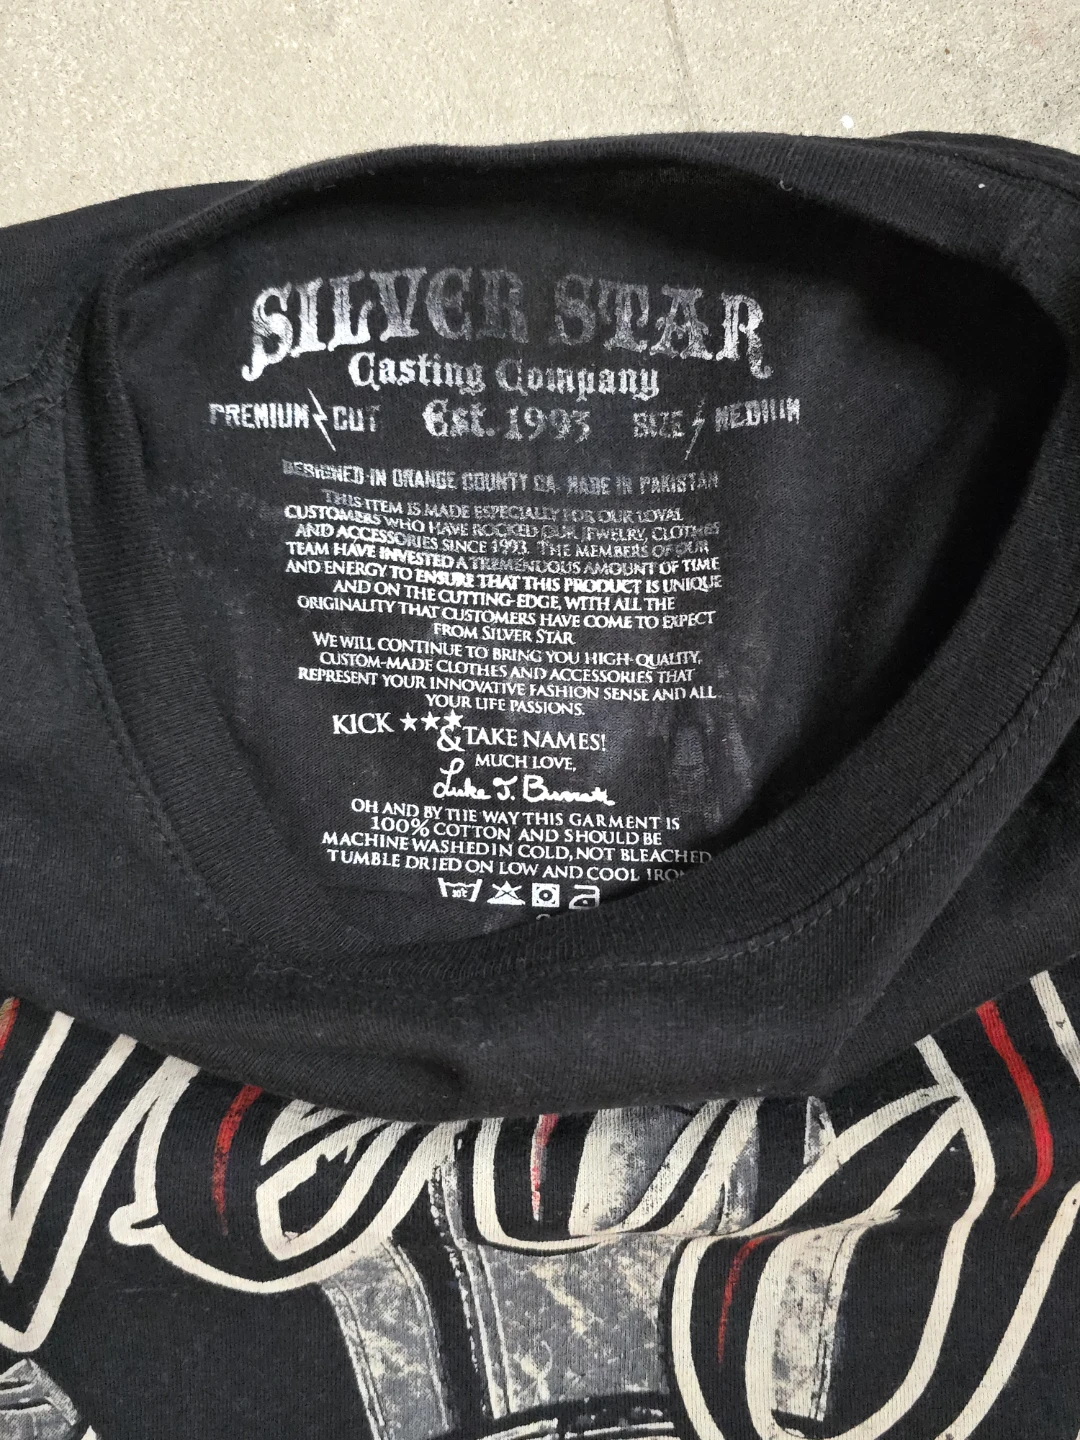 SILVER STAR
Casting Company
PREMIUM CUT Est. 1993 SIZE MEDIUM
DESIGNED IN ORANGE COUNTY CA. MADE IN PAKISTAN
THIS ITEM IS MADE ESPECIALLY FOR OUR LOYAL
CUSTOMERS WHO HAVE ROCKED OUR JEWELRY, CLOTHES
AND ACCESSORIES SINCE 1993. THE MEMBERS OF OUR
TEAM HAVE INVESTED A TREMENDOUS AMOUNT OF TIME
AND ENERGY TO ENSURE THAT THIS PRODUCT IS UNIQUE
AND ON THE CUTTING-EDGE, WITH ALL THE
ORIGINALITY THAT CUSTOMERS HAVE COME TO EXPECT
FROM SILVER STAR
WE WILL CONTINUE TO BRING YOU HIGH-QUALITY,
CUSTOM-MADE CLOTHES AND ACCESSORIES THAT
REPRESENT YOUR INNOVATIVE FASHION SENSE AND ALL
YOUR LIFE PASSIONS.
KICK ★★★
& TAKE NAMES!
MUCH LOVE,
Luke J. Burrett
OH AND BY THE WAY THIS GARMENT IS
100% COTTON AND SHOULD BE
MACHINE WASHED IN COLD, NOT BLEACHED
TUMBLE DRIED ON LOW AND COOL IRON
30°C